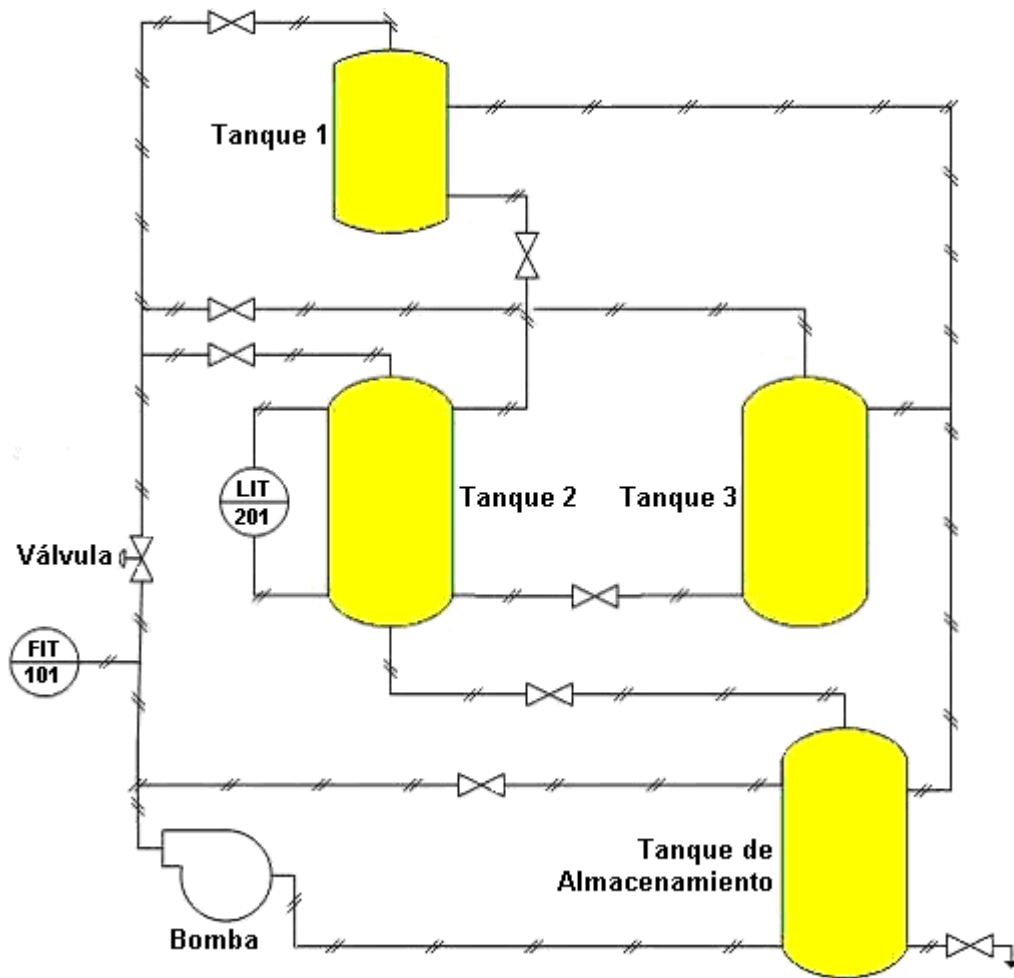 Tanque 1
LIT
201
Tanque 2
Tanque 3
Válvula
FIT
101
Tanque de
Almacenamiento
Bomba